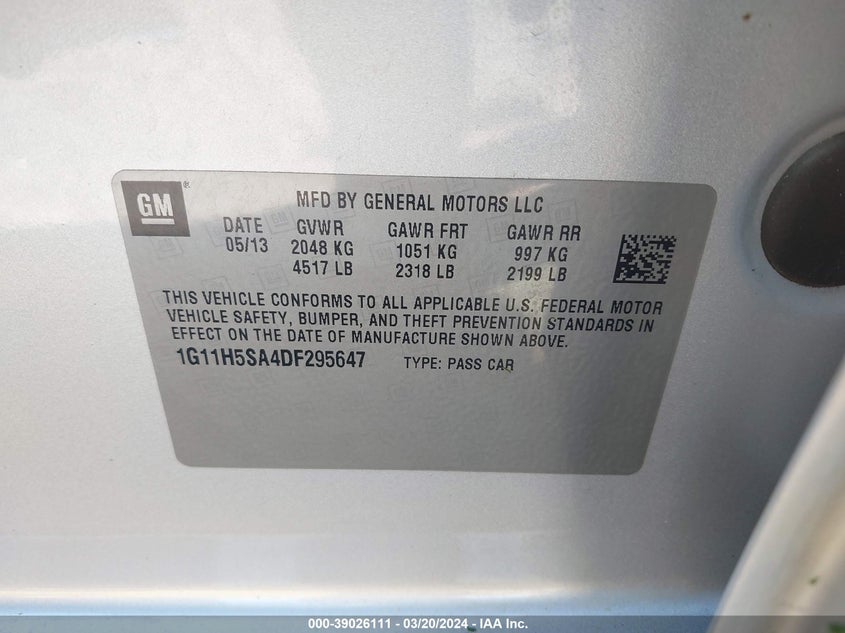 GM®
MFD BY GENERAL MOTORS LLC
DATE GVWR GAWR FRT GAWR RR
05/13 2048 KG 1051 KG 997 KG
4517 LB 2318 LB 2199 LB
THIS VEHICLE CONFORMS TO ALL APPLICABLE U.S. FEDERAL MOTOR
VEHICLE SAFETY, BUMPER, AND THEFT PREVENTION STANDARDS IN
EFFECT ON THE DATE OF MANUFACTURE SHOWN ABOVE.
1G11H5SA4DF295647 TYPE: PASS CAR
000-39026111 - 03/20/2024 - IAA Inc.